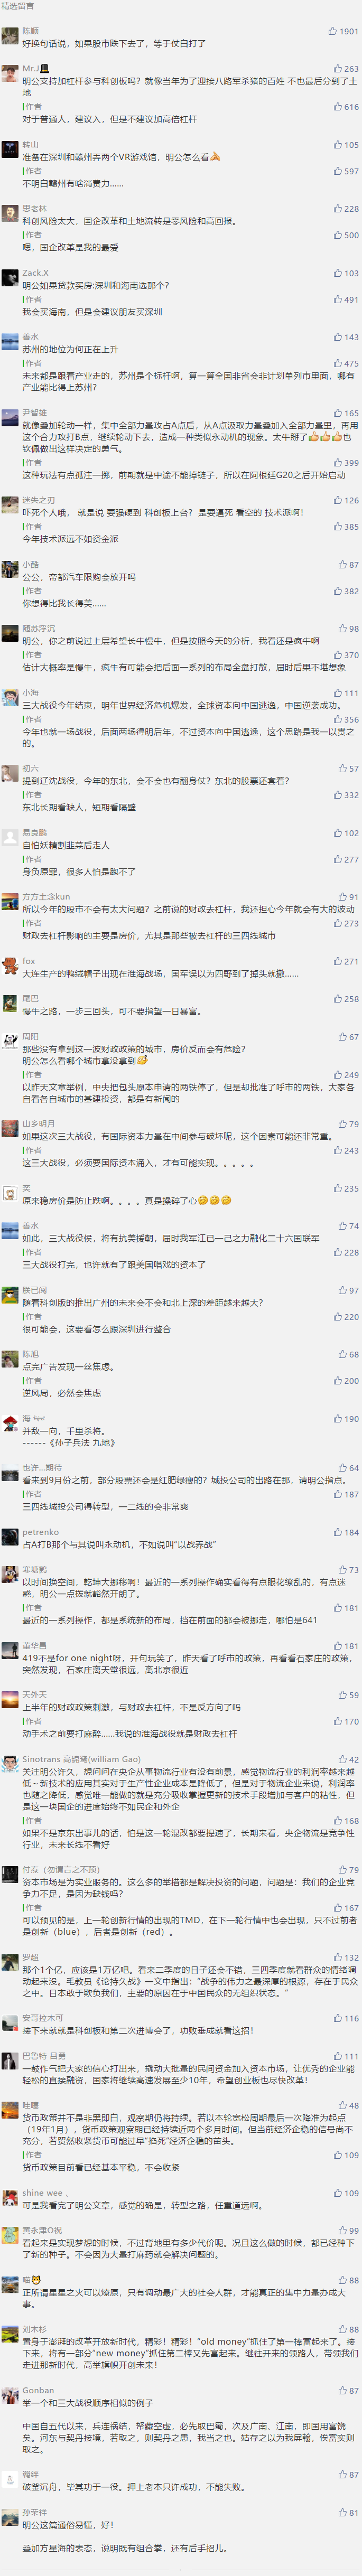 精选留言
陈顺
1901
好换句话说，如果股市跌下去了，等于仗白打了
Mr.J
263
明公支持加杠杆参与科创板吗？就像当年为了迎接八路军杀猪的百姓 不也最后分到了土
地
作者
616
对于普通人，建议入，但是不建议加高倍杠杆
转山
105
准备在深圳和赣州弄两个VR游戏馆，明公怎么看
作者
597
不明白赣州有啥消费力......
思老林
228
科创风险太大，国企改革和土地流转是零风险和高回报。
作者
500
嗯，国企改革是我的最爱
Zack.X
103
明公如果贷款买房:深圳和海南选那个？
作者
491
我会买海南，但是会建议朋友买深圳
善水
143
苏州的地位为何正在上升
作者
475
未来都是跟着产业走的，苏州是个标杆啊，算一算全国非省会非计划单列市里面，哪有
产业能比得上苏州？
尹智雄
165
就像叠加轮动一样，集中全部力量攻占A点后，从A点汲取力量叠加入全部力量里，再用
这个合力攻打B点，继续轮动下去，造成一种类似永动机的现象。太牛掰了👍👍👍也
钦佩做出这样决定的勇气。
作者
399
这种玩法有点孤注一掷，前期就是中途不能掉链子，所以在阿根廷G20之后开始启动
迷失之刃
126
吓死个人哦， 就是说 要强硬到 科创板上台？ 是要逼死 看空的 技术派啊！
作者
385
今年技术派远不如资金派
小酷
87
公公，帝都汽车限购会放开吗
作者
382
你想得比我长得美......
随苏浮沉
98
明公，你之前说过上层希望长牛慢牛，但是按照今天的分析，我看还是疯牛啊
作者
370
估计大概率是慢牛，疯牛有可能会把后面一系列的布局全盘打散，届时后果不堪想象
小海
111
三大战役今年结束，明年世界经济危机爆发，全球资本向中国逃逸，中国逆袭成功。
作者
356
今年也就一场战役，后面两场得明后年，不过资本向中国逃逸，这个思路是我一以贯之
的。
初六
57
提到辽沈战役，今年的东北，会不会也有翻身仗？东北的股票还套着？
作者
332
东北长期看缺人，短期看隔壁
易良鹏
102
自怕妖精割韭菜后走人
作者
277
身负原罪，很多人怕是跑不了
方方土念kun
91
所以今年的股市不会有太大问题？之前说的财政去杠杆，我还担心今年就会有大的波动
作者
273
财政去杠杆影响的主要是房价，尤其是那些被去杠杆的三四线城市
fox
271
大连生产的鸭绒帽子出现在淮海战场，国军误以为四野到了掉头就撤......
尾巴
258
慢牛之路，一步三回头，可不要指望一日暴富。
周阳
67
那些没有拿到这一波财政政策的城市，房价反而会有危险？
明公怎么看哪个城市拿没拿到
作者
249
以昨天文章举例，中央把包头原本申请的两铁停了，但是却批准了呼市的两铁，大家各
自看各自城市的基建投资，都是有新闻的
山乡明月
79
如果这次三大战役，有国际资本力量在中间参与破坏呢，这个因素可能还非常重。
作者
243
这三大战役，必须要国际资本涌入，才有可能实现。。。。。
奕
235
原来稳房价是防止跌啊。。。。真是操碎了心
善水
74
如此，三大战役侯，将有抗美援朝，届时我军江已一己之力融化二十六国联军
作者
228
三大战役打完，也许就有了跟美国唱戏的资本了
朕已阅
97
随着科创版的推出广州的未来会不会和北上深的差距越来越大？
作者
220
很可能会，这要看怎么跟深圳进行整合
陈旭
68
点完广告发现一丝焦虑。
作者
200
逆风局，必然会焦虑
海
190
并敌一向，千里杀将。
------《孙子兵法 九地》
也许...期待
64
看来到9月份之前，部分股票还会是红肥绿瘦的？城投公司的出路在那，请明公指点。
作者
187
三四线城投公司得转型，一二线的会非常爽
petrenko
184
占A打B那个与其说叫永动机，不如说叫“以战养战”
寒塘鹤
73
以时间换空间，乾坤大挪移啊！最近的一系列操作确实看得有点眼花缭乱的，有点迷
惑，明公一点拨就豁然开朗了。
作者
181
最近的一系列操作，都是系统新的布局，挡在前面的都会被挪走，哪怕是641
董华昌
181
419不是for one night呀，开句玩笑了，昨天看了呼市的政策，再看看石家庄的政策，
突然发现，石家庄离天堂很远，离北京很近
天外天
59
上半年的财政政策刺激，与财政去杠杆，不是反方向了吗
作者
170
动手术之前要打麻醉......我说的淮海战役就是财政去杠杆
Sinotrans 高锦鹫(william Gao)
42
关注明公许久，想问问在央企从事物流行业有没有前景，感觉物流行业的利润率越来越
低～新技术的应用其实对于生产性企业成本是降低了，但是对于物流企业来说，利润率
也随之降低，感觉唯一能做的就是充分吸收掌握更新的技术手段增加与客户的粘性，但
是这一块国企的进度始终不如民企和外企
作者
168
如果不是京东出事儿的话，怕是这一轮混改都要提速了，长期来看，央企物流是竞争性
行业，未来长线不看好
付焘（勿谓言之不预）
79
资本市场是为实业服务的。这么多的举措都是解决投资的问题，问题是：我们的企业竞
争力不足，是因为缺钱吗？
作者
167
可以预见的是，上一轮创新行情的出现的TMD，在下一轮行情中也会出现，只不过前者
是创新（blue），后者是创新（red）。
罗超
132
那个1个亿，应该是1万亿吧。看来二季度的日子还会不错，三四季度就看群众的情绪调
动起来没。毛教员《论持久战》一文中指出：“战争的伟力之最深厚的根源，存在于民众
之中。日本敢于欺负我们，主要的原因在于中国民众的无组织状态。”
安哥拉木可
116
接下来就就是科创板和第二次进博会了，功败垂成就看这招！
巴鲁特 吕勇
111
一鼓作气把大家的信心打出来，撬动大批量的民间资金加入资本市场，让优秀的企业能
轻松的直接融资，国家将继续高速发展至少10年，希望创业板也尽快改革！
哇噻
48
货币政策并不是非黑即白，观察期仍将持续。若以本轮宽松周期最后一次降准为起点
（19年1月），货币政策观察期已经持续近两个多月时间。但当前经济企稳的信尚不
充分，若贸然收紧货币可能过早“掐死”经济企稳的苗头。
作者
109
货币政策目前看已经基本平稳，不会收紧
shine wee 。
109
可是我看完了明公文章，感觉的确是，转型之路，任重道远啊。
黄永津Ω祝
99
看起来是实现梦想的时候，不过背地里有多少代价呢。况且这么做的时候，都已经种下
了新的种子。不会因为大量打麻药就会解决问题的。
喵
88
正所谓星星之火可以燎原，只有调动最广大的社会人群，才能真正的集中力量办成大
事。
刘木杉
88
置身于澎湃的改革开放新时代，精彩！精彩！“old money”抓住了第一棒富起来了。接
下来，将有一部分“new money”抓住第二棒又先富起来。继往开来的领路人，带领我们
走进那新时代，高举旗帜开创未来！
Gonban
87
举一个和三大战役顺序相似的例子
中国自五代以来，兵连祸结，帑藏空虚，必先取巴蜀，次及广南、江南，即国用富饶
矣。河东与契丹接境，若取之，则契丹之患，我当之也。姑存之以为我屏翰，俟富实则
取之。
羁绊
87
破釜沉舟，毕其功于一役。押上老本只许成功，不能失败。
孙荣祥
81
明公这篇通俗易懂，好！
叠加方星海的表态，说明既有组合拳，还有后手招儿。